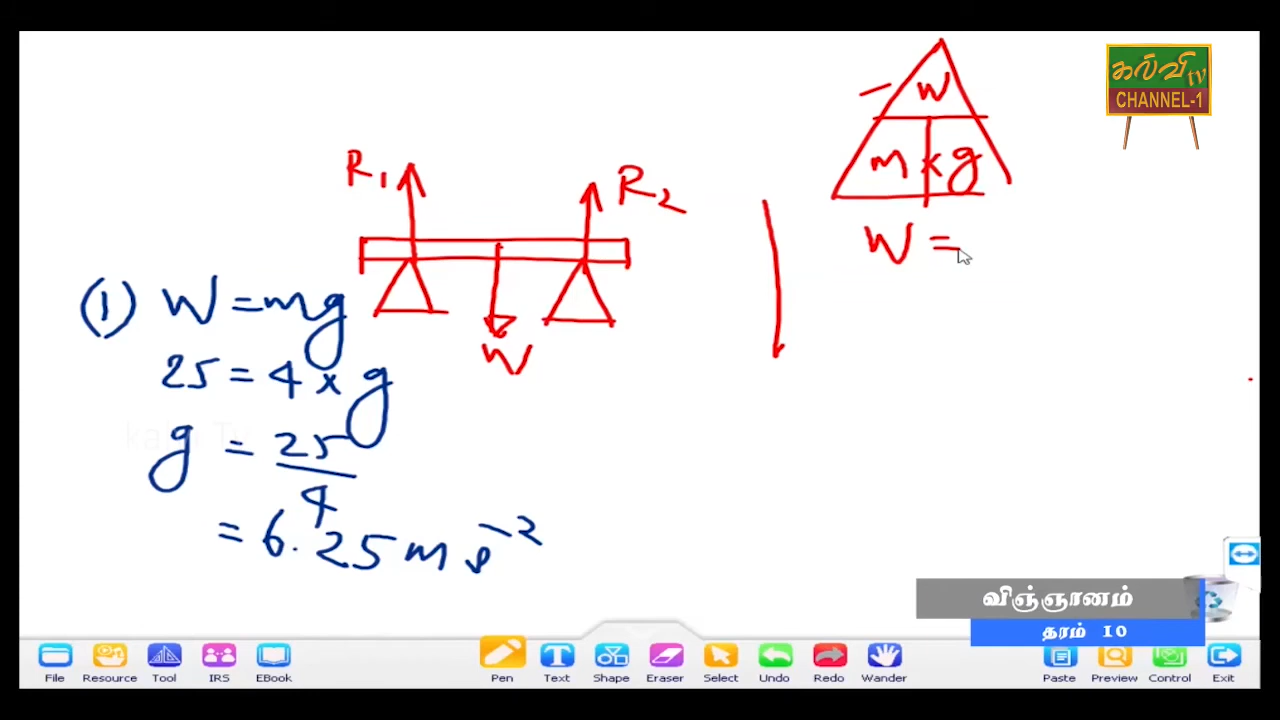 கல்வி tv
CHANNEL-1
W
m x g
W =
R1
R2
W
(1) W = mg
25 = 4 x g
g = 25/4
= 6.25 m s⁻²
விஞ்ஞானம்
தரம் 10
File Resource Tool IRS EBook Pen Text Shape Eraser Select Undo Redo Wander Paste Preview Control Exit